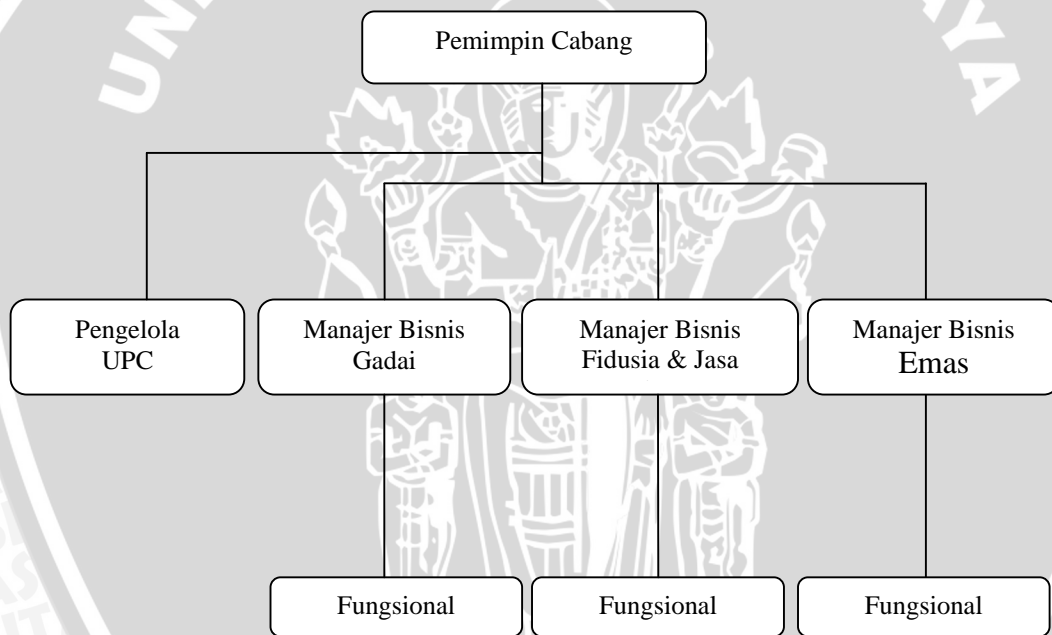 Pemimpin Cabang
Pengelola
UPC
Manajer Bisnis
Gadai
Manajer Bisnis
Fidusia & Jasa
Manajer Bisnis
Emas
Fungsional
Fungsional
Fungsional